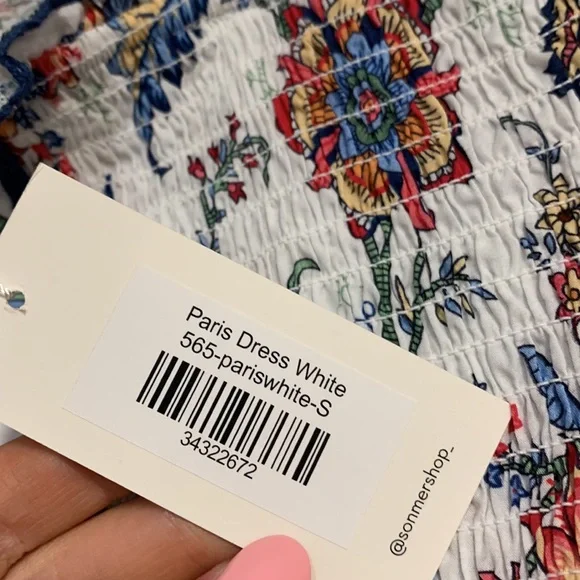 Paris Dress White
565-pariswhite-S
34322672
@sonmershop_